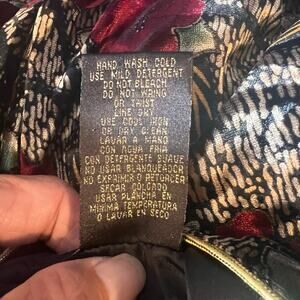 HAND WASH COLD
USE MILD DETERGENT
DO NOT BLEACH
DO NOT WRING
OR TWIST
LINE DRY
USE COOL IRON
OR DRY CLEAN
LAVAR A MANO
CON AGUA FRIA
CON DETERGENTE SUAVE
NO USAR BLANQUEADOR
NO EXPRIMIR O RETORCER
SECAR COLGADO
USAR PLANCHA EN
MINIMA TEMPERATURA
O LAVAR EN SECO